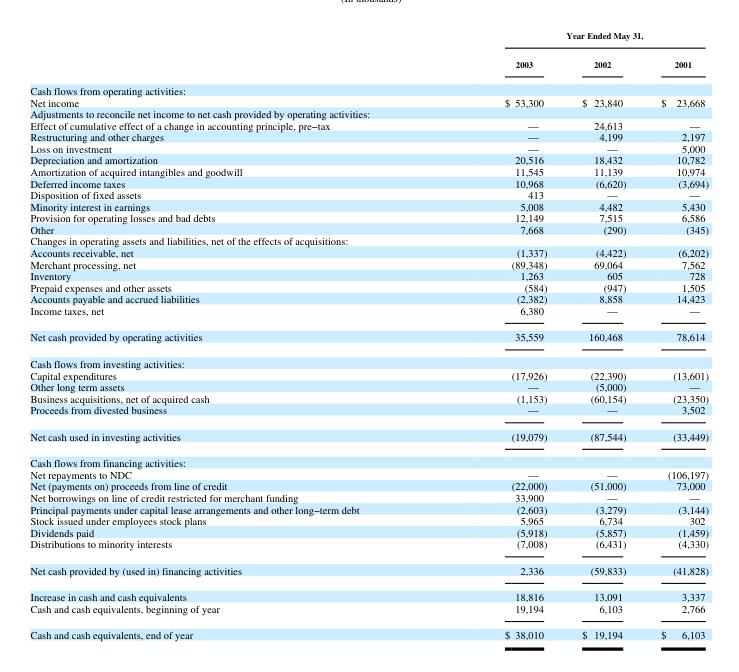 (In thousands)
Year Ended May 31,
2003 2002 2001
Cash flows from operating activities:
Net income $ 53,300 $ 23,840 $ 23,668
Adjustments to reconcile net income to net cash provided by operating activities:
Effect of cumulative effect of a change in accounting principle, pre−tax — 24,613 —
Restructuring and other charges — 4,199 2,197
Loss on investment — — 5,000
Depreciation and amortization 20,516 18,432 10,782
Amortization of acquired intangibles and goodwill 11,545 11,139 10,974
Deferred income taxes 10,968 (6,620) (3,694)
Disposition of fixed assets 413 — —
Minority interest in earnings 5,008 4,482 5,430
Provision for operating losses and bad debts 12,149 7,515 6,586
Other 7,668 (290) (345)
Changes in operating assets and liabilities, net of the effects of acquisitions:
Accounts receivable, net (1,337) (4,422) (6,202)
Merchant processing, net (89,348) 69,064 7,562
Inventory 1,263 605 728
Prepaid expenses and other assets (584) (947) 1,505
Accounts payable and accrued liabilities (2,382) 8,858 14,423
Income taxes, net 6,380 — —
Net cash provided by operating activities 35,559 160,468 78,614
Cash flows from investing activities:
Capital expenditures (17,926) (22,390) (13,601)
Other long term assets — (5,000) —
Business acquisitions, net of acquired cash (1,153) (60,154) (23,350)
Proceeds from divested business — — 3,502
Net cash used in investing activities (19,079) (87,544) (33,449)
Cash flows from financing activities:
Net repayments to NDC — — (106,197)
Net (payments on) proceeds from line of credit (22,000) (51,000) 73,000
Net borrowings on line of credit restricted for merchant funding 33,900 — —
Principal payments under capital lease arrangements and other long−term debt (2,603) (3,279) (3,144)
Stock issued under employees stock plans 5,965 6,734 302
Dividends paid (5,918) (5,857) (1,459)
Distributions to minority interests (7,008) (6,431) (4,330)
Net cash provided by (used in) financing activities 2,336 (59,833) (41,828)
Increase in cash and cash equivalents 18,816 13,091 3,337
Cash and cash equivalents, beginning of year 19,194 6,103 2,766
Cash and cash equivalents, end of year $ 38,010 $ 19,194 $ 6,103